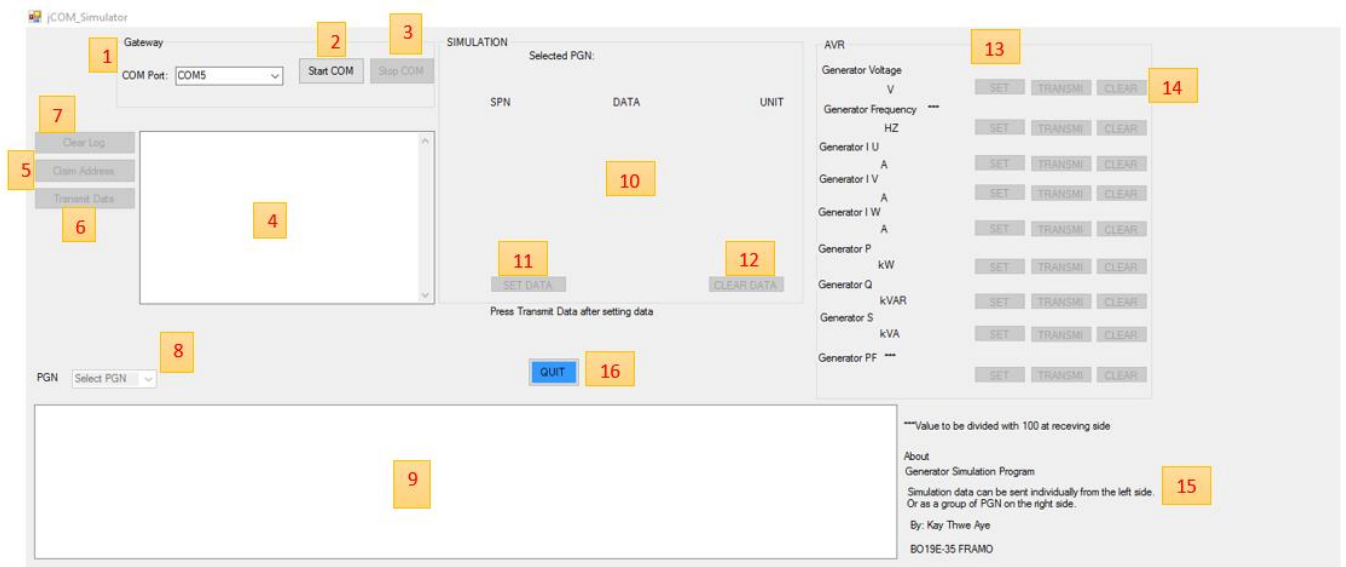 jCOM_Simulator
1
Gateway
COM Port: COM5
2
Start COM
3
Stop COM
7
Clear Log
5
Claim Address
Transmit Data
6
4
SIMULATION
Selected PGN:
SPN DATA UNIT
10
11
SET DATA
12
CLEAR DATA
Press Transmit Data after setting data
8
PGN Select PGN
QUIT
16
9
AVR
13
14
Generator Voltage
V SET TRANSMI CLEAR
Generator Frequency ***
HZ SET TRANSMI CLEAR
Generator I U
A SET TRANSMI CLEAR
Generator I V
A SET TRANSMI CLEAR
Generator I W
A SET TRANSMI CLEAR
Generator P
kW SET TRANSMI CLEAR
Generator Q
kVAR SET TRANSMI CLEAR
Generator S
kVA SET TRANSMI CLEAR
Generator PF ***
SET TRANSMI CLEAR
***Value to be divided with 100 at receving side
About
Generator Simulation Program
15
Simulation data can be sent individually from the left side.
Or as a group of PGN on the right side.
By: Kay Thwe Aye
BO19E-35 FRAMO